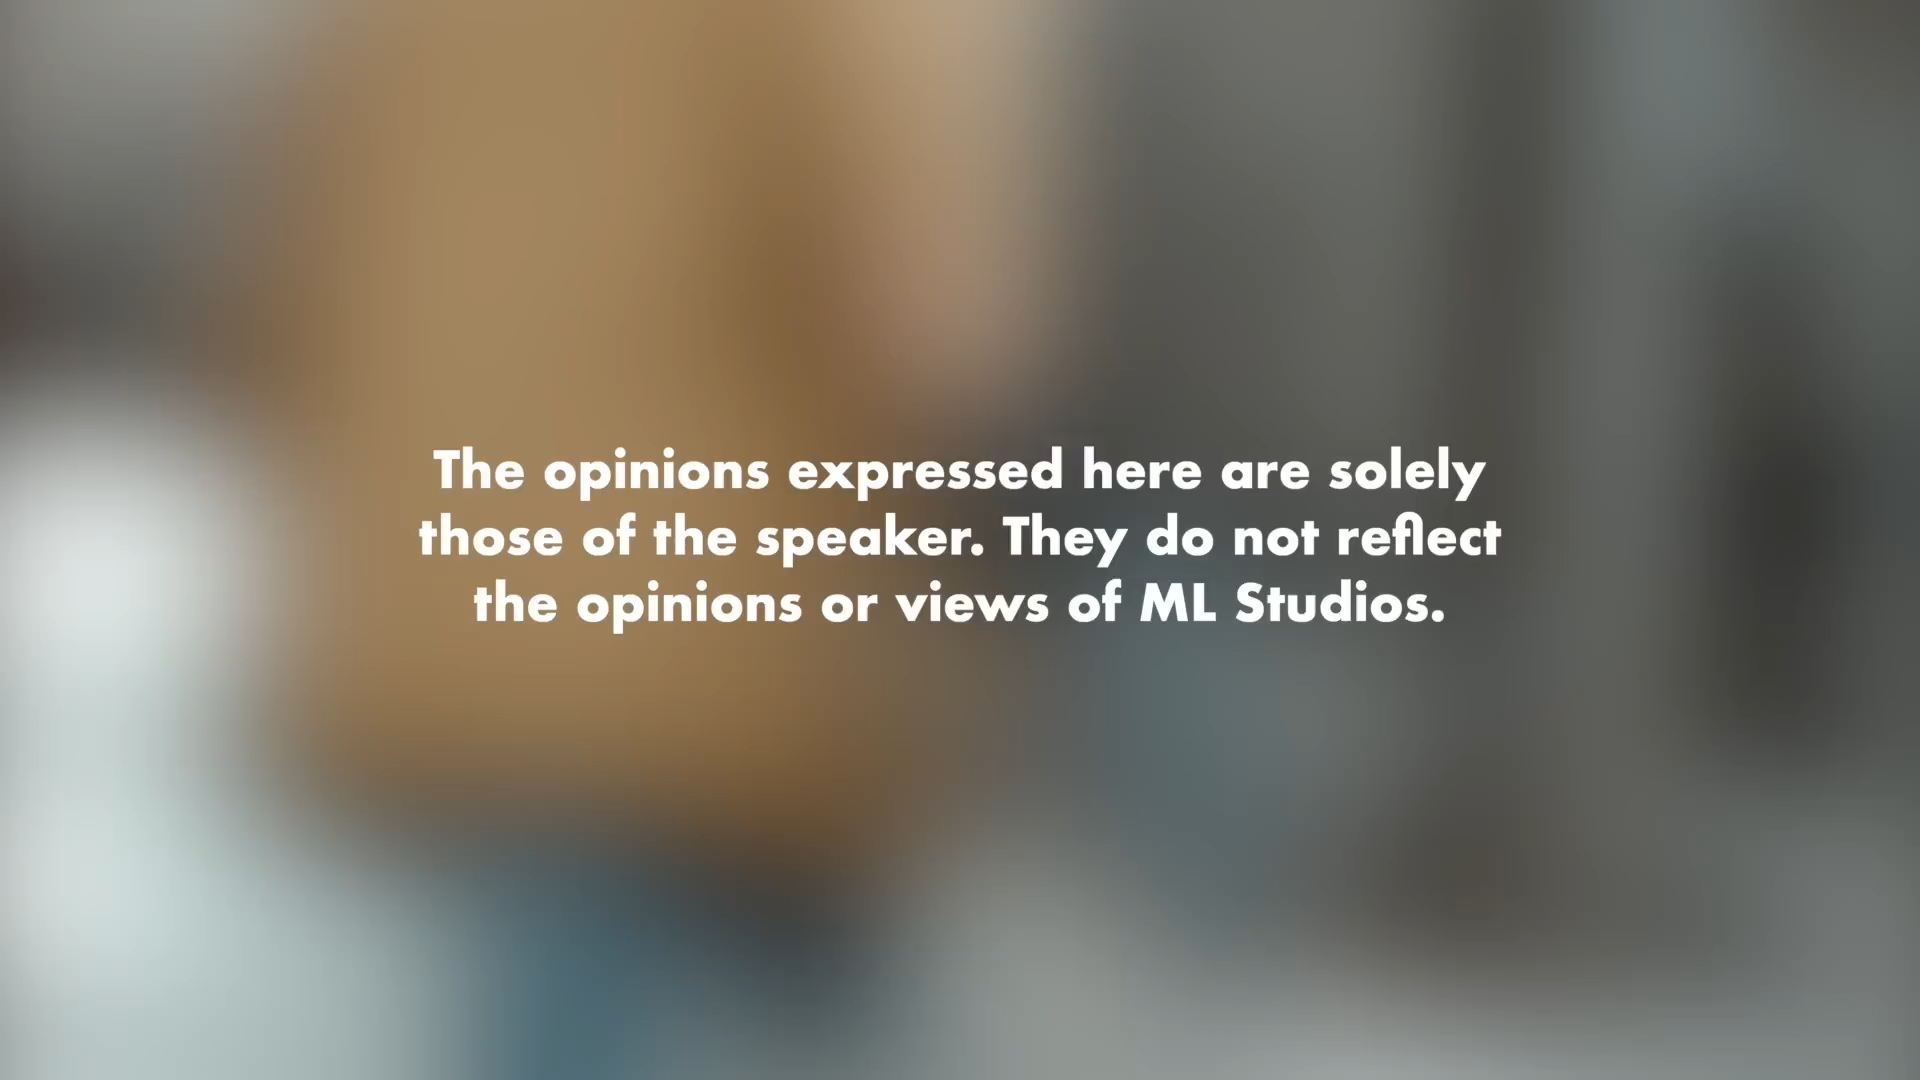 The opinions expressed here are solely
those of the speaker. They do not reflect
the opinions or views of ML Studios.